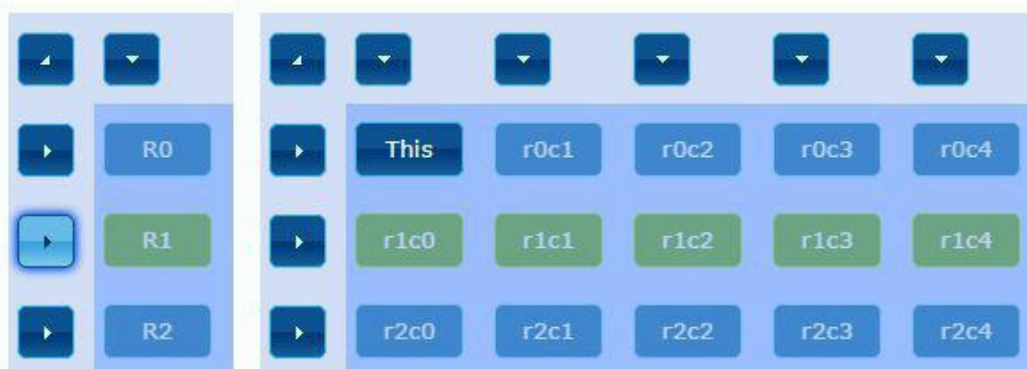 R0 This r0c1 r0c2 r0c3 r0c4
R1 r1c0 r1c1 r1c2 r1c3 r1c4
R2 r2c0 r2c1 r2c2 r2c3 r2c4